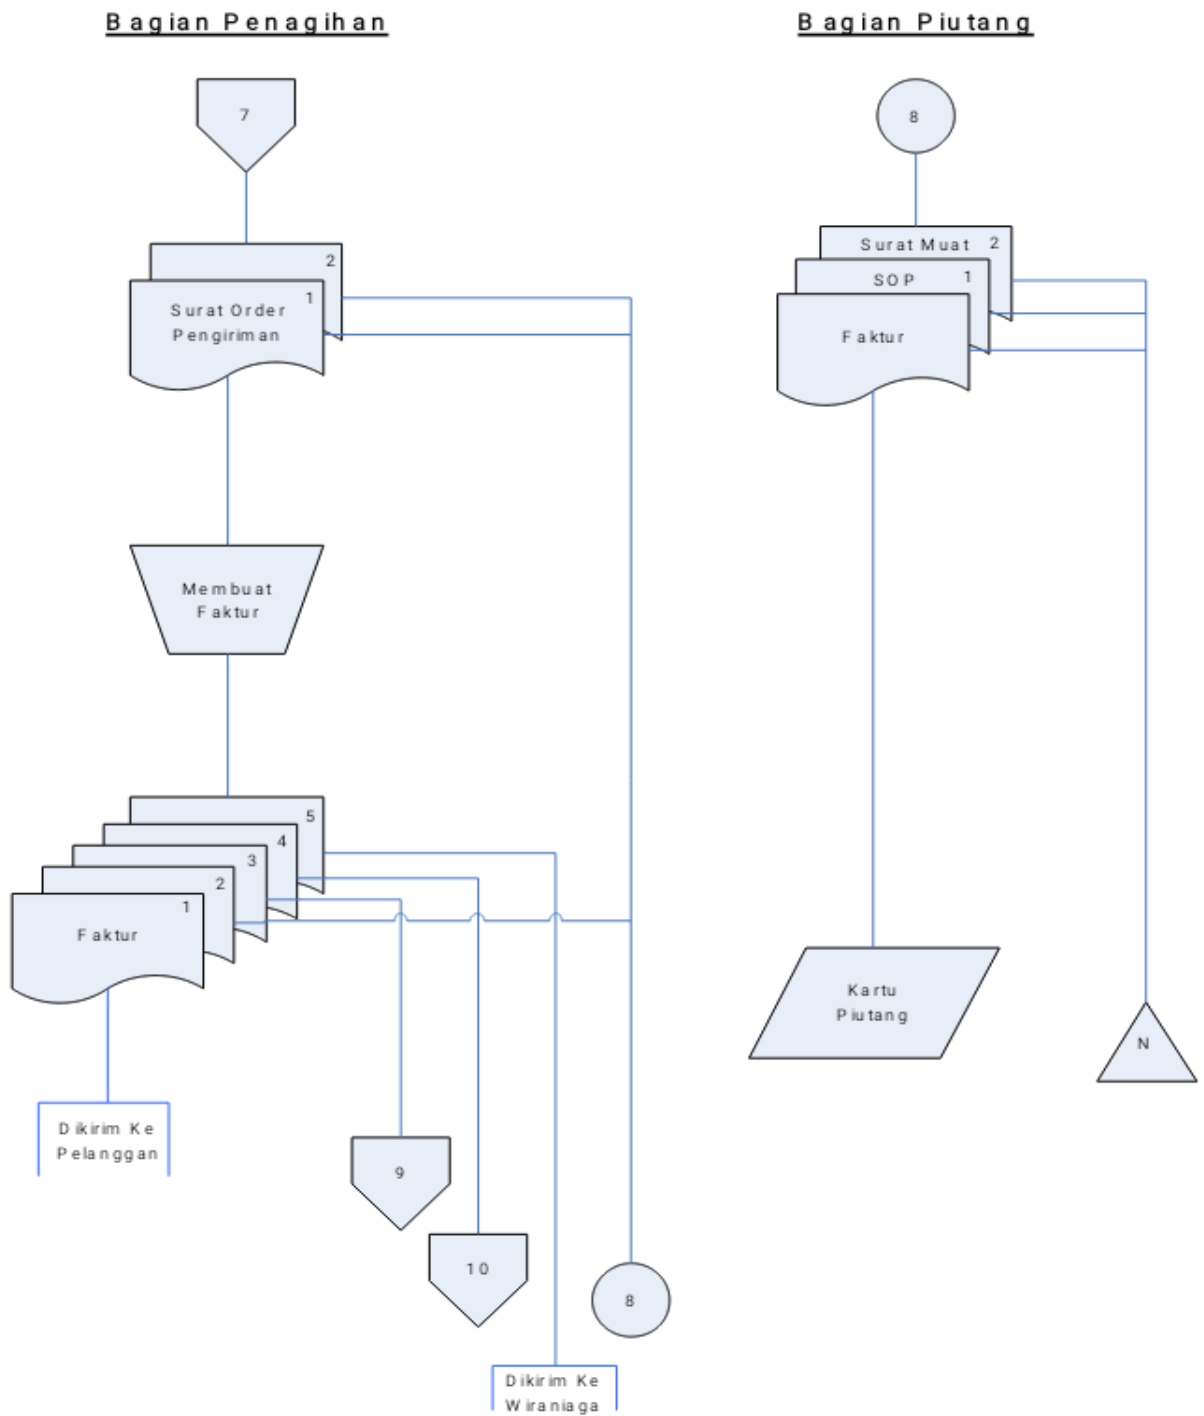 Bagian Penagihan
7
2
1
Surat Order
Pengiriman
Membuat
Faktur
5
4
3
2
1
Faktur
Dikirim Ke
Pelanggan
9
10
8
Dikirim Ke
Wiraniaga
Bagian Piutang
8
Surat Muat 2
SOP 1
Faktur
Kartu
Piutang
N